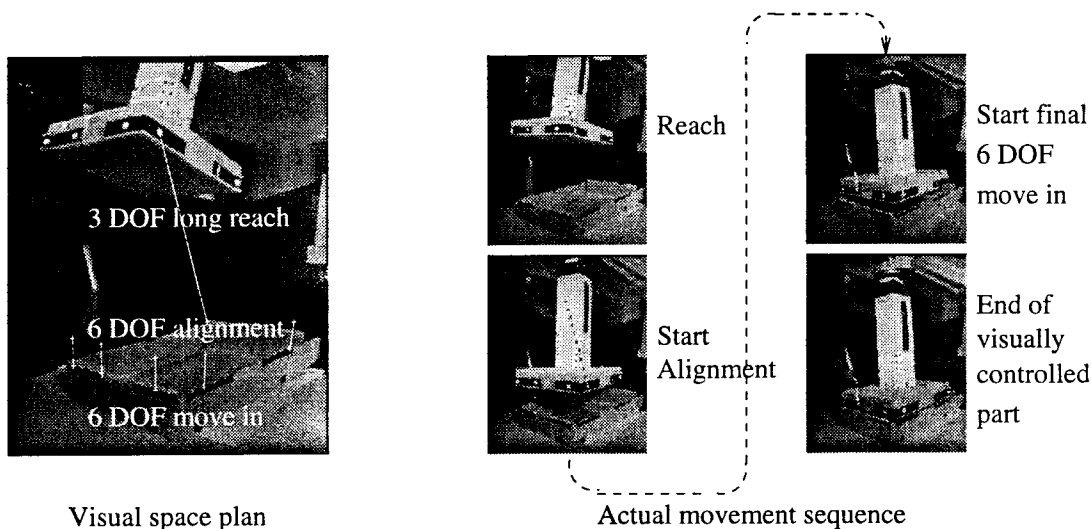 3 DOF long reach
6 DOF alignment
6 DOF move in
Visual space plan
Reach
Start
Alignment
Start final
6 DOF
move in
End of
visually
controlled
part
Actual movement sequence